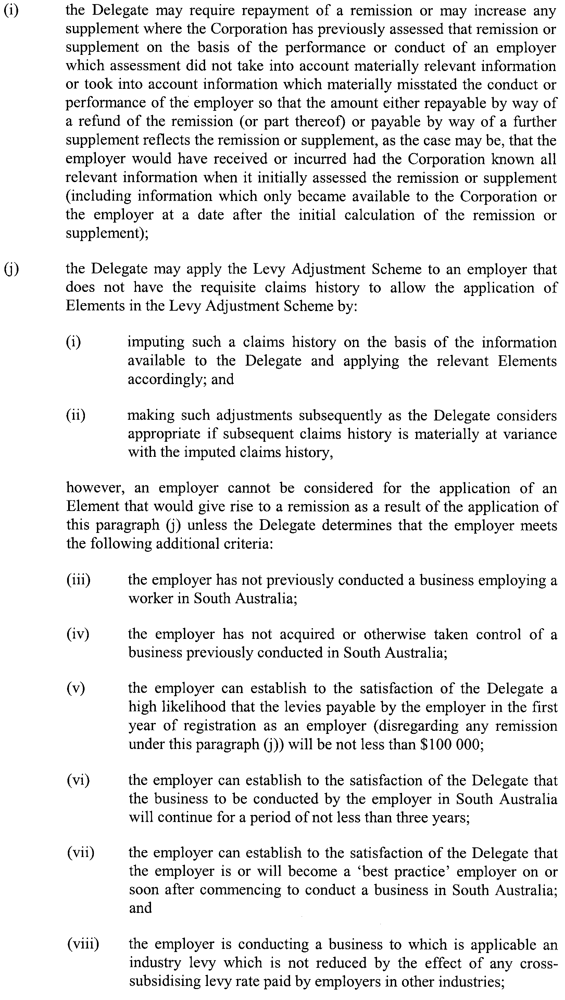 (i) the Delegate may require repayment of a remission or may increase any
supplement where the Corporation has previously assessed that remission or
supplement on the basis of the performance or conduct of an employer
which assessment did not take into account materially relevant information
or took into account information which materially misstated the conduct or
performance of the employer so that the amount either repayable by way of
a refund of the remission (or part thereof) or payable by way of a further
supplement reflects the remission or supplement, as the case may be, that the
employer would have received or incurred had the Corporation known all
relevant information when it initially assessed the remission or supplement
(including information which only became available to the Corporation or
the employer at a date after the initial calculation of the remission or
supplement);
(j) the Delegate may apply the Levy Adjustment Scheme to an employer that
does not have the requisite claims history to allow the application of
Elements in the Levy Adjustment Scheme by:
(i) imputing such a claims history on the basis of the information
available to the Delegate and applying the relevant Elements
accordingly; and
(ii) making such adjustments subsequently as the Delegate considers
appropriate if subsequent claims history is materially at variance
with the imputed claims history,
however, an employer cannot be considered for the application of an
Element that would give rise to a remission as a result of the application of
this paragraph (j) unless the Delegate determines that the employer meets
the following additional criteria:
(iii) the employer has not previously conducted a business employing a
worker in South Australia;
(iv) the employer has not acquired or otherwise taken control of a
business previously conducted in South Australia;
(v) the employer can establish to the satisfaction of the Delegate a
high likelihood that the levies payable by the employer in the first
year of registration as an employer (disregarding any remission
under this paragraph (j)) will be not less than $100 000;
(vi) the employer can establish to the satisfaction of the Delegate that
the business to be conducted by the employer in South Australia
will continue for a period of not less than three years;
(vii) the employer can establish to the satisfaction of the Delegate that
the employer is or will become a ‘best practice’ employer on or
soon after commencing to conduct a business in South Australia;
and
(viii) the employer is conducting a business to which is applicable an
industry levy which is not reduced by the effect of any cross-
subsidising levy rate paid by employers in other industries;